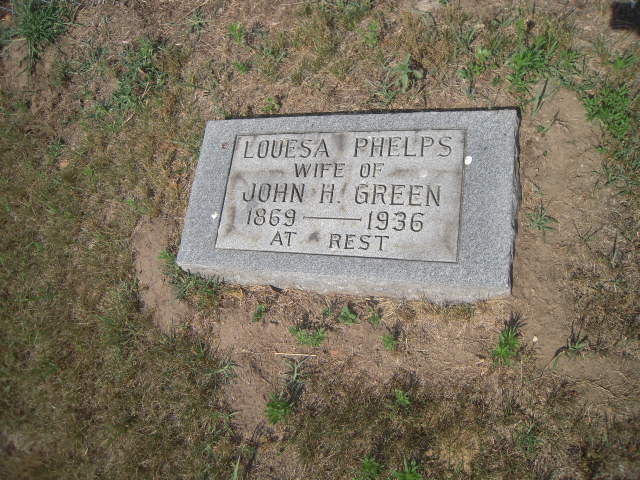 LOUESA PHELPS
WIFE OF
JOHN H. GREEN
1869 — 1936
AT REST